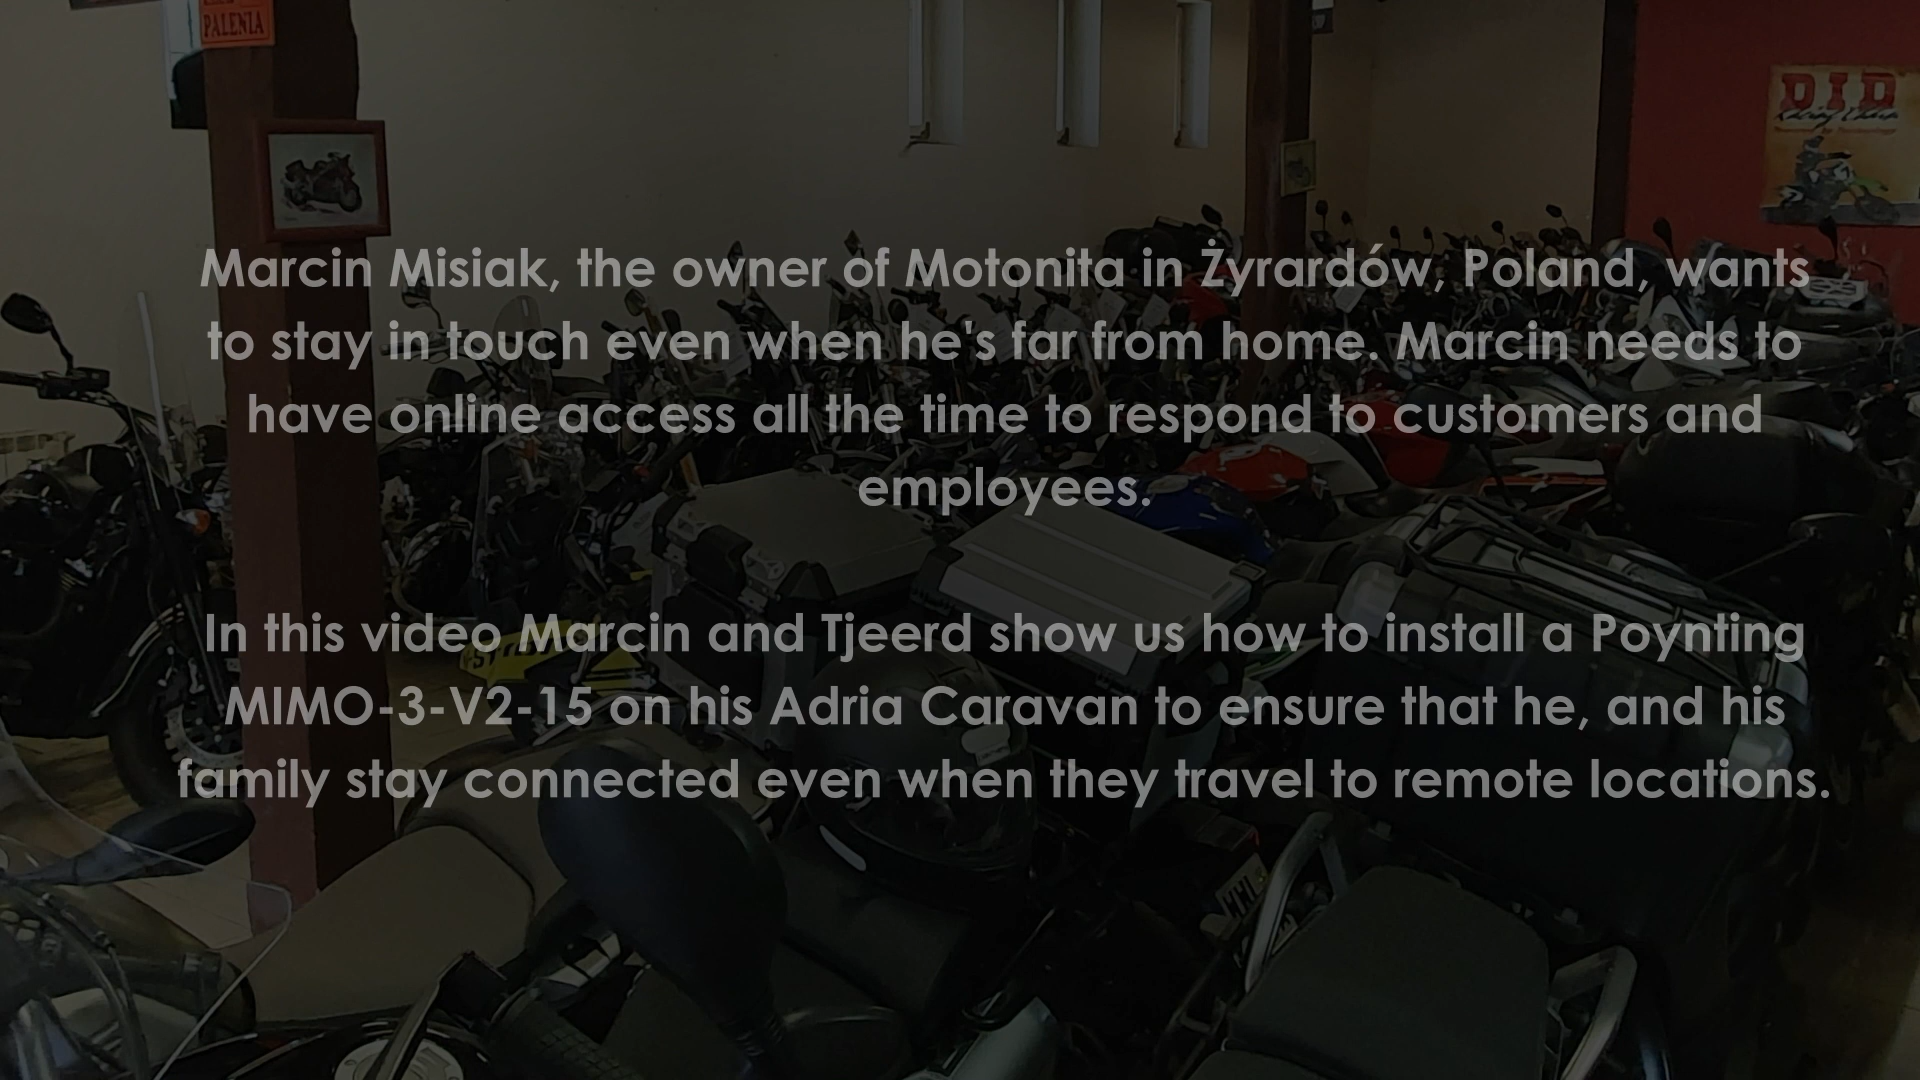 PALENIA
D.I.D
Marcin Misiak, the owner of Motonita in Żyrardów, Poland, wants
to stay in touch even when he's far from home. Marcin needs to
have online access all the time to respond to customers and
employees.
In this video Marcin and Tjeerd show us how to install a Poynting
MIMO-3-V2-15 on his Adria Caravan to ensure that he, and his
family stay connected even when they travel to remote locations.